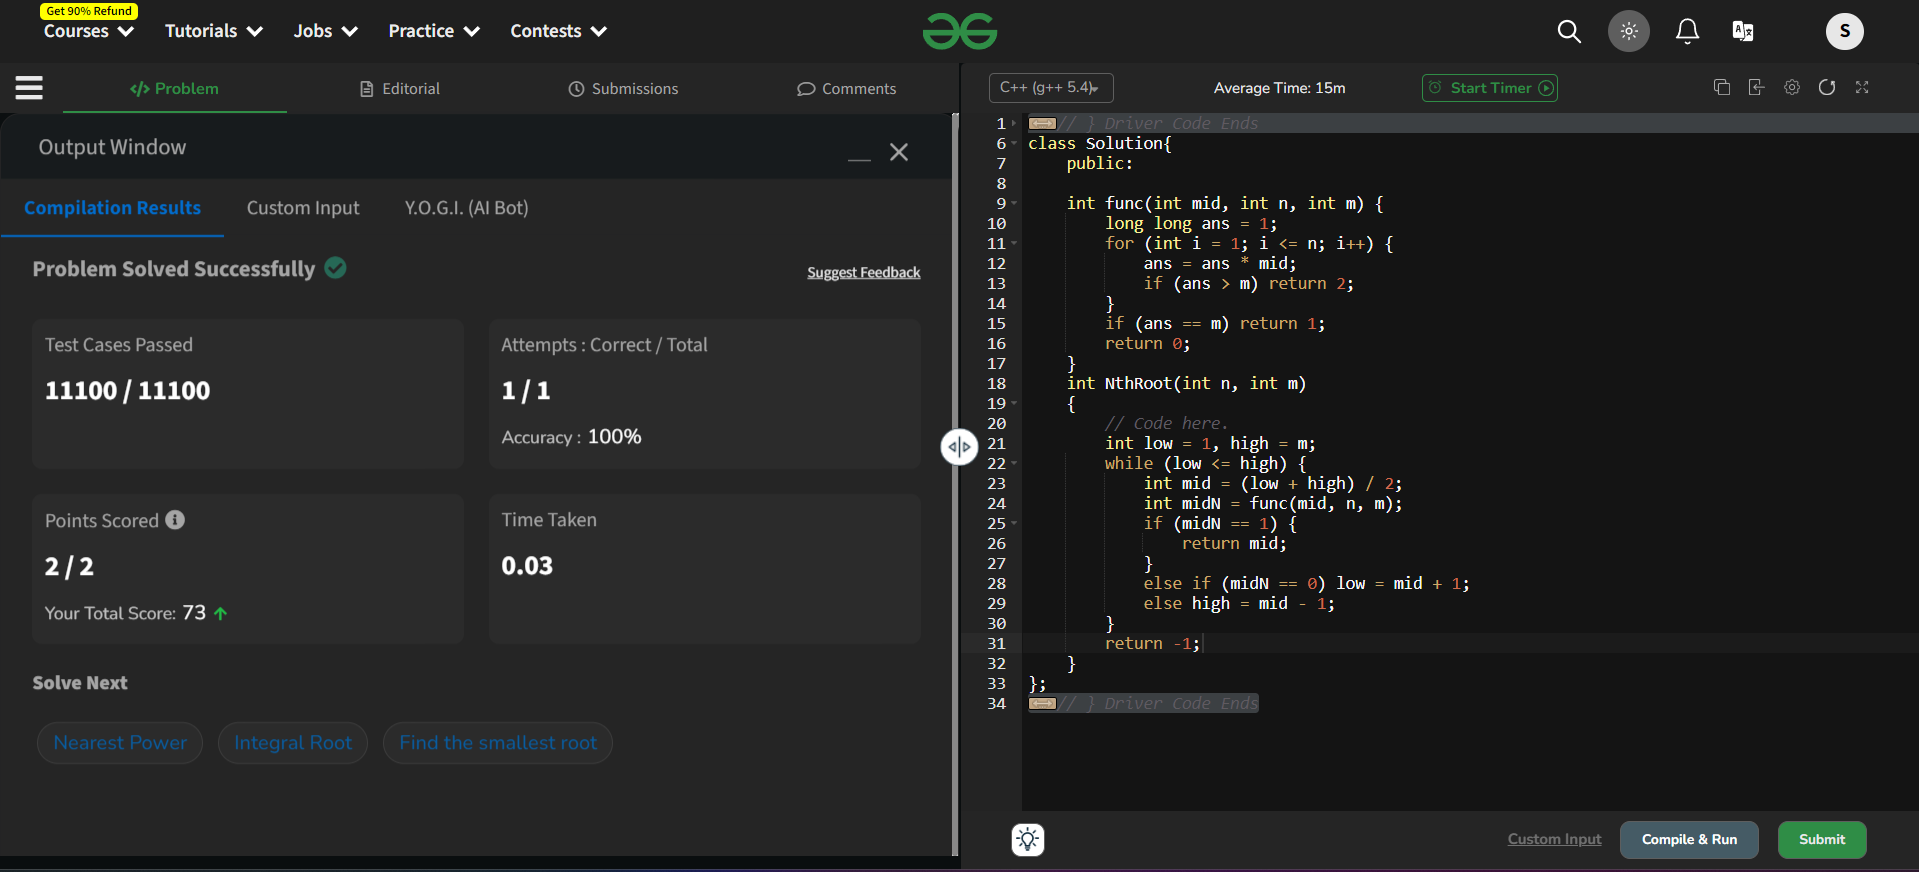 Get 90% Refund
Courses Tutorials Jobs Practice Contests
S
Problem Editorial Submissions Comments
Output Window
Compilation Results Custom Input Y.O.G.I. (AI Bot)
Problem Solved Successfully
Suggest Feedback
Test Cases Passed
11100 / 11100
Attempts : Correct / Total
1 / 1
Accuracy : 100%
Points Scored
2 / 2
Your Total Score: 73
Time Taken
0.03
Solve Next
Nearest Power Integral Root Find the smallest root
C++ (g++ 5.4) Average Time: 15m Start Timer
1 // } Driver Code Ends
6 class Solution{
7     public:
8
9     int func(int mid, int n, int m) {
10         long long ans = 1;
11         for (int i = 1; i <= n; i++) {
12             ans = ans * mid;
13             if (ans > m) return 2;
14         }
15         if (ans == m) return 1;
16         return 0;
17     }
18     int NthRoot(int n, int m)
19     {
20         // Code here.
21         int low = 1, high = m;
22         while (low <= high) {
23             int mid = (low + high) / 2;
24             int midN = func(mid, n, m);
25             if (midN == 1) {
26                 return mid;
27             }
28             else if (midN == 0) low = mid + 1;
29             else high = mid - 1;
30         }
31         return -1;
32     }
33 };
34 // } Driver Code Ends
Custom Input Compile & Run Submit